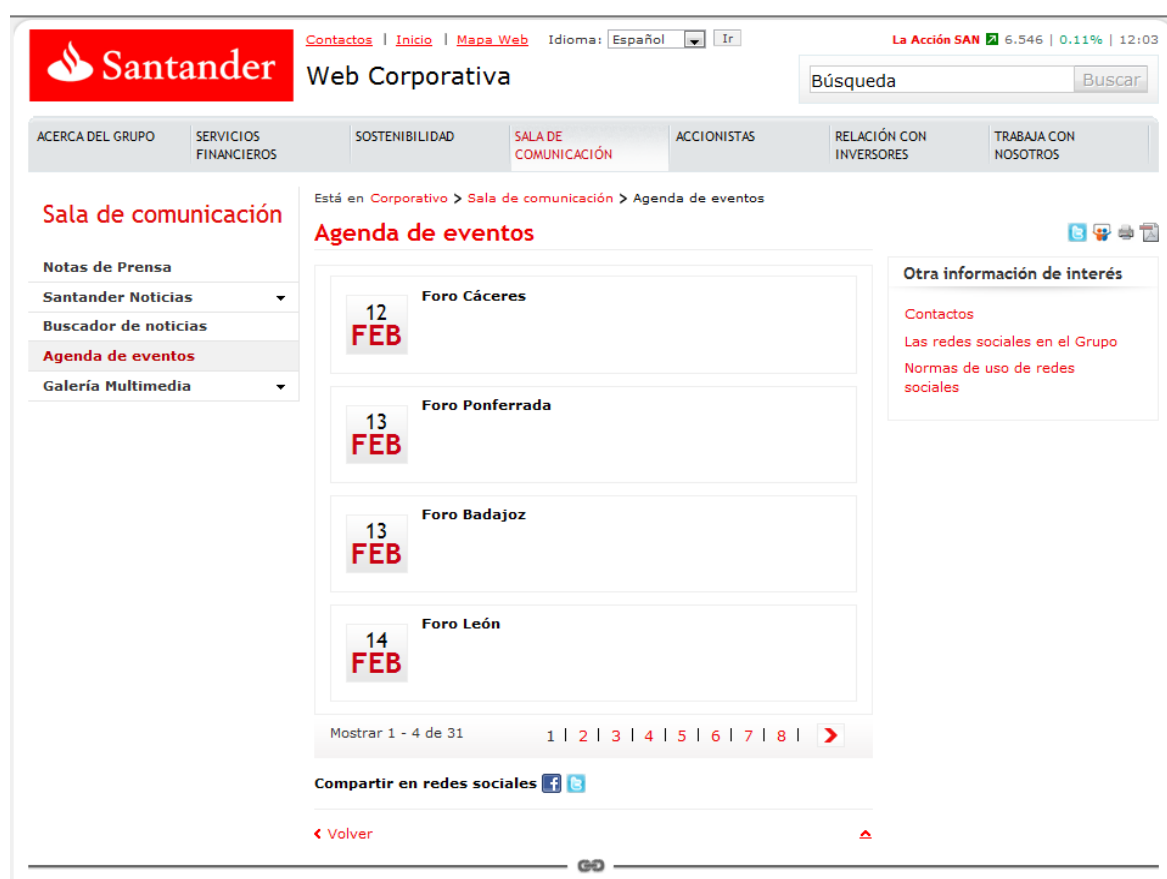 Santander
Contactos | Inicio | Mapa Web Idioma: Español Ir
La Acción SAN 6.546 | 0.11% | 12:03
Web Corporativa
Búsqueda Buscar
ACERCA DEL GRUPO
SERVICIOS
FINANCIEROS
SOSTENIBILIDAD
SALA DE
COMUNICACIÓN
ACCIONISTAS
RELACIÓN CON
INVERSORES
TRABAJA CON
NOSOTROS
Sala de comunicación
Notas de Prensa
Santander Noticias
Buscador de noticias
Agenda de eventos
Galería Multimedia
Está en Corporativo > Sala de comunicación > Agenda de eventos
Agenda de eventos
12
FEB
Foro Cáceres
13
FEB
Foro Ponferrada
13
FEB
Foro Badajoz
14
FEB
Foro León
Mostrar 1 - 4 de 31
1 | 2 | 3 | 4 | 5 | 6 | 7 | 8 |
Compartir en redes sociales
Volver
Otra información de interés
Contactos
Las redes sociales en el Grupo
Normas de uso de redes
sociales